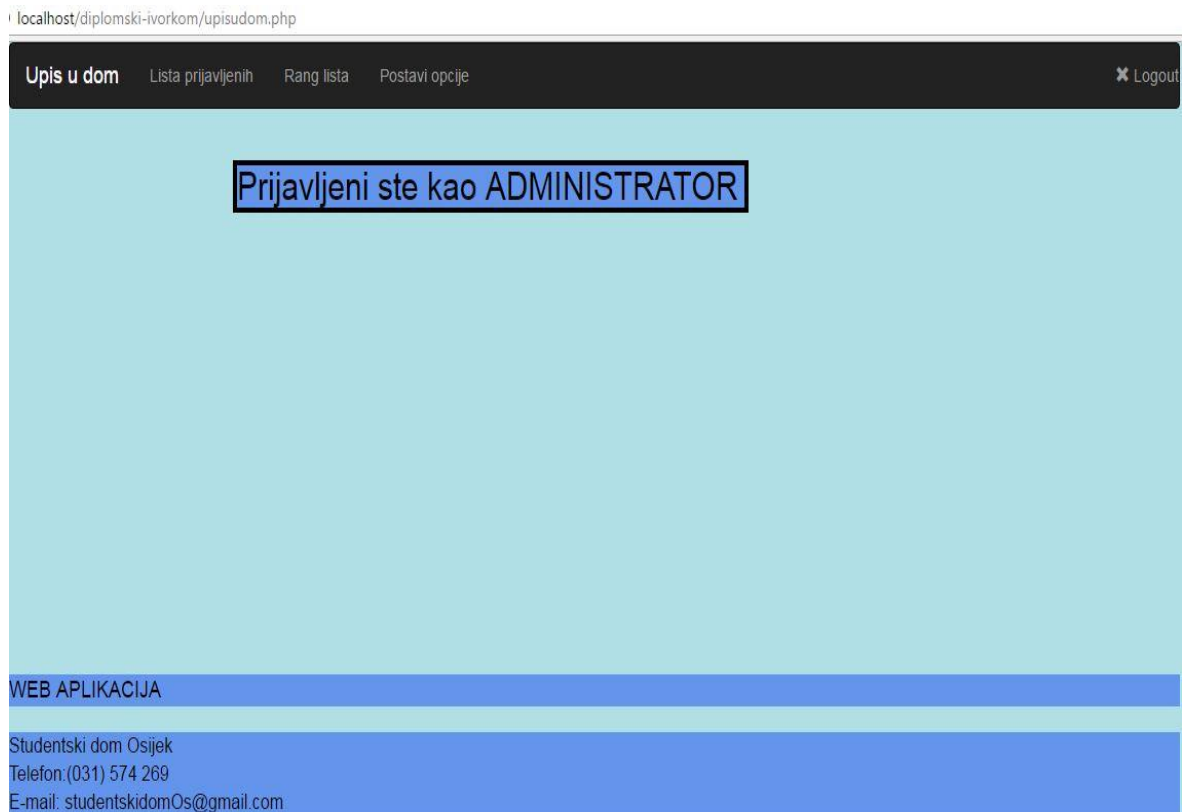 localhost/diplomski-ivorkom/upisudom.php
Upis u dom Lista prijavljenih Rang lista Postavi opcije ✖ Logout
Prijavljeni ste kao ADMINISTRATOR
WEB APLIKACIJA
Studentski dom Osijek
Telefon:(031) 574 269
E-mail: studentskidomOs@gmail.com